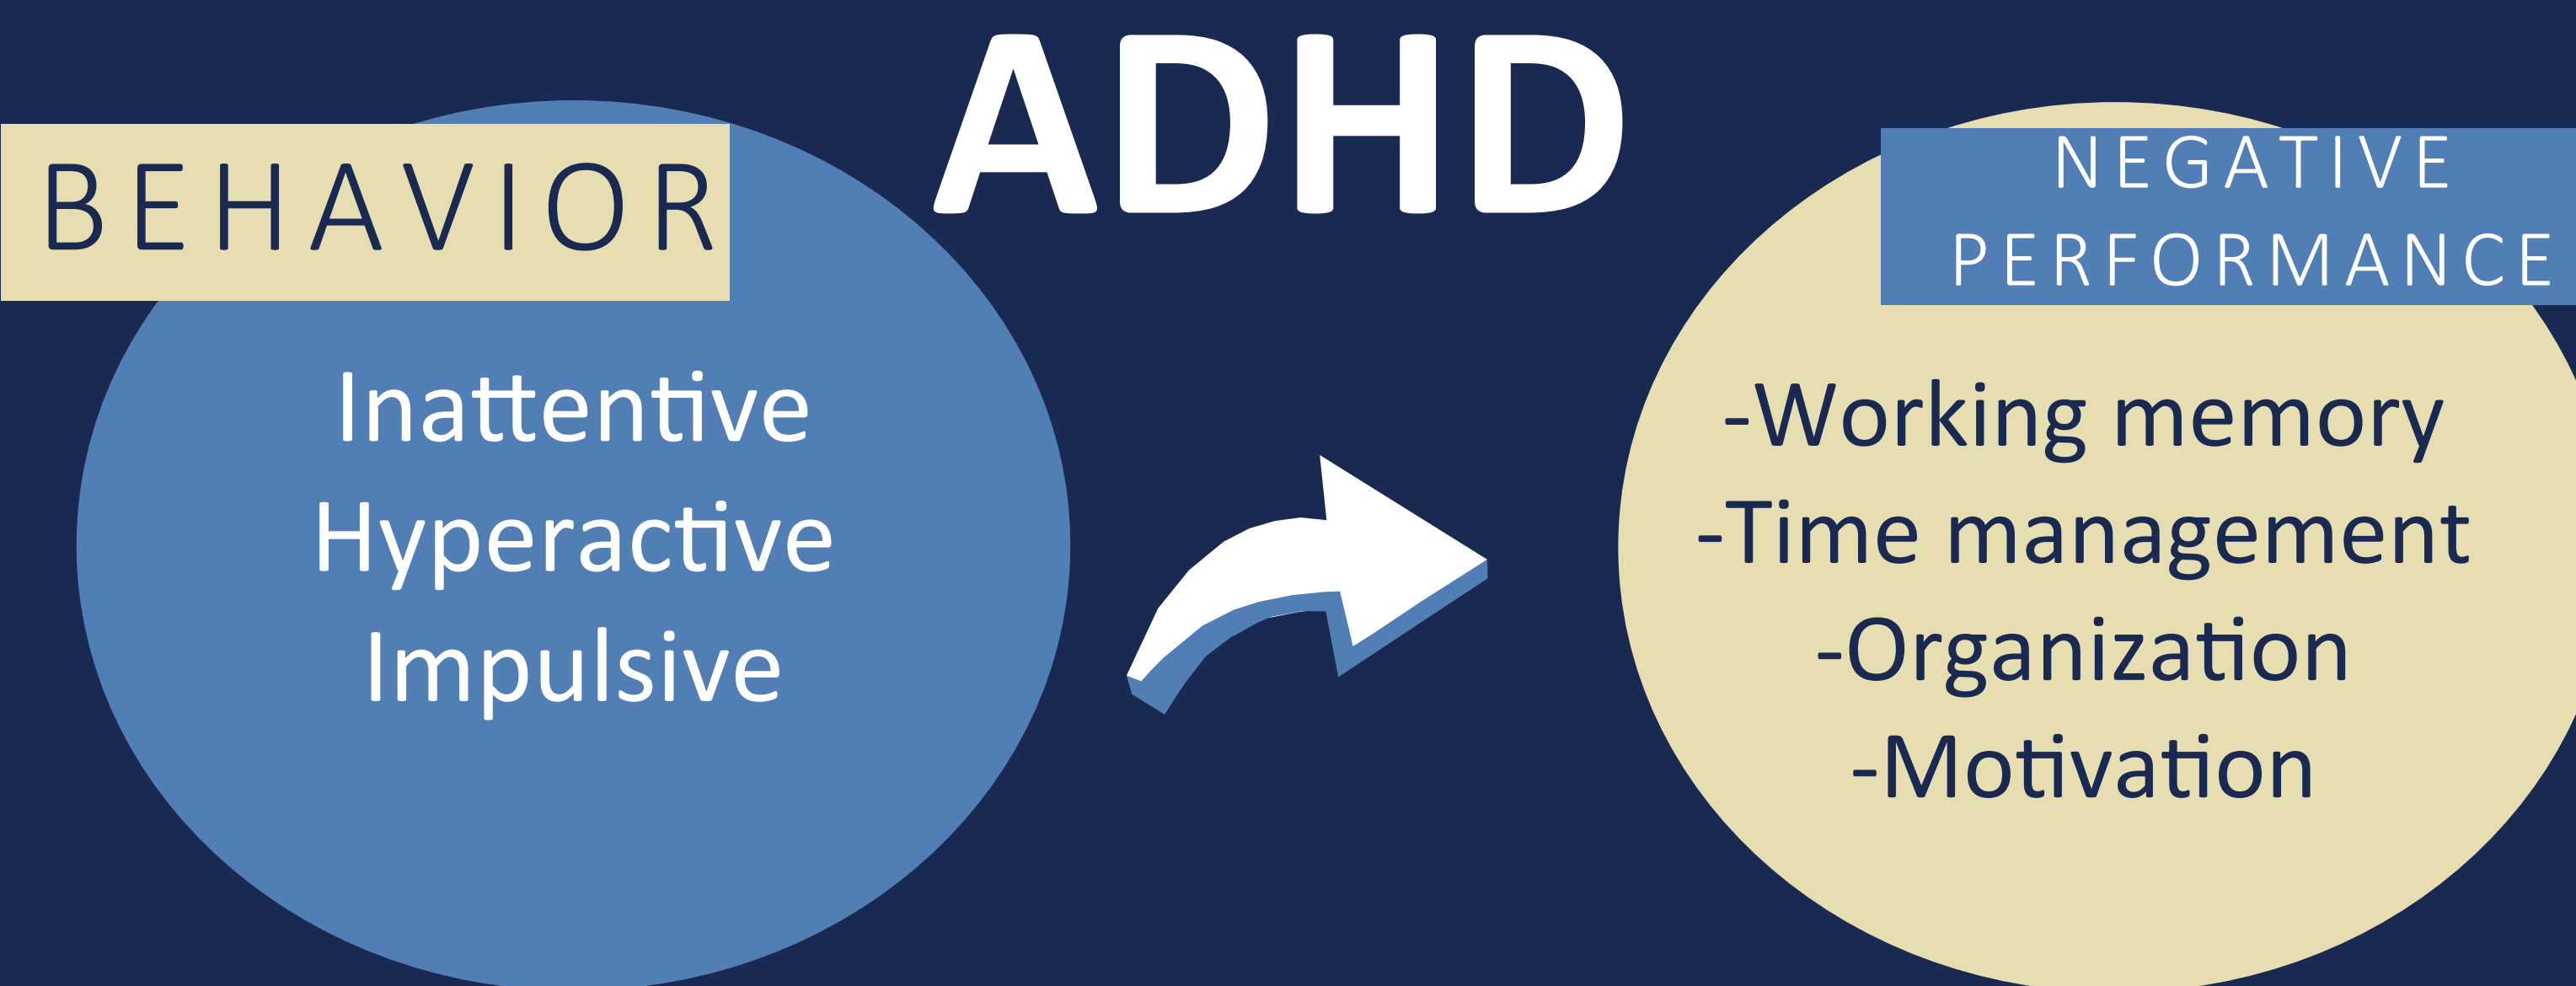 ADHD
BEHAVIOR
Inattentive
Hyperactive
Impulsive
NEGATIVE
PERFORMANCE
-Working memory
-Time management
-Organization
-Motivation